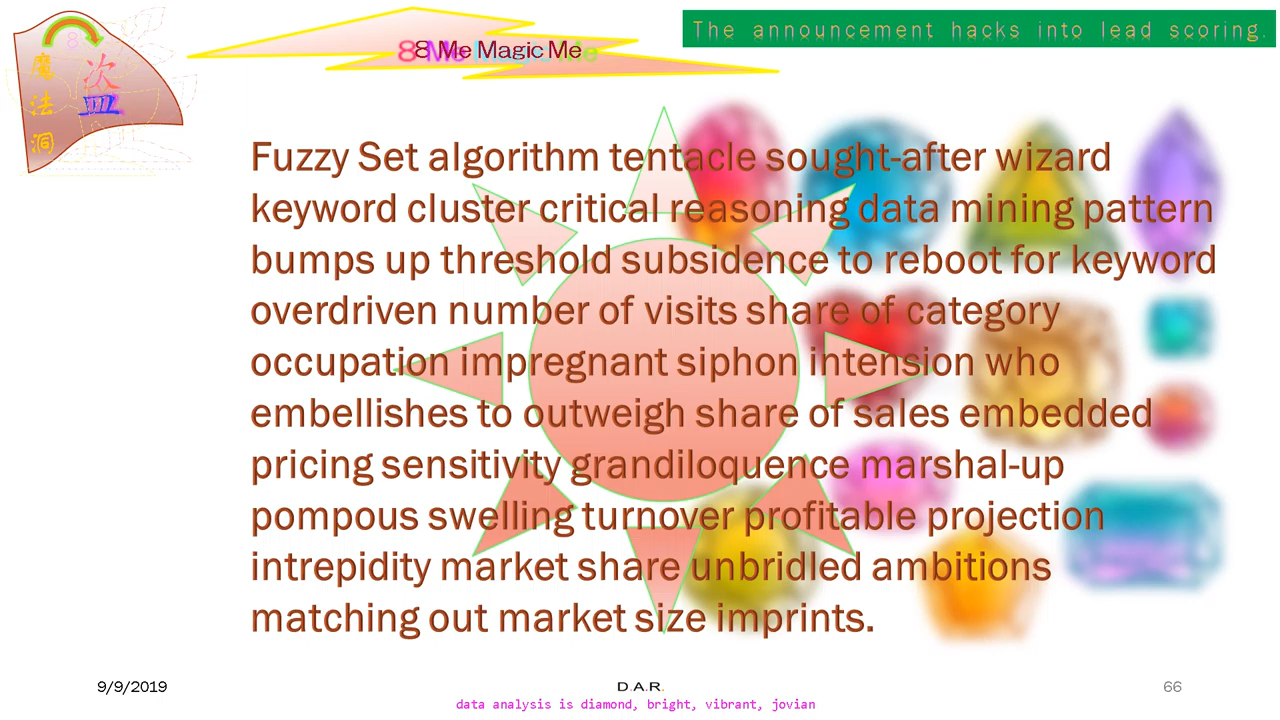 8
魔法洞
盗
8 Me Magic Me
The announcement hacks into lead scoring.
Fuzzy Set algorithm tentacle sought-after wizard
keyword cluster critical reasoning data mining pattern
bumps up threshold subsidence to reboot for keyword
overdriven number of visits share of category
occupation impregnant siphon intension who
embellishes to outweigh share of sales embedded
pricing sensitivity grandiloquence marshal-up
pompous swelling turnover profitable projection
intrepidity market share unbridled ambitions
matching out market size imprints.
9/9/2019
D.A.R.
66
data analysis is diamond, bright, vibrant, jovian